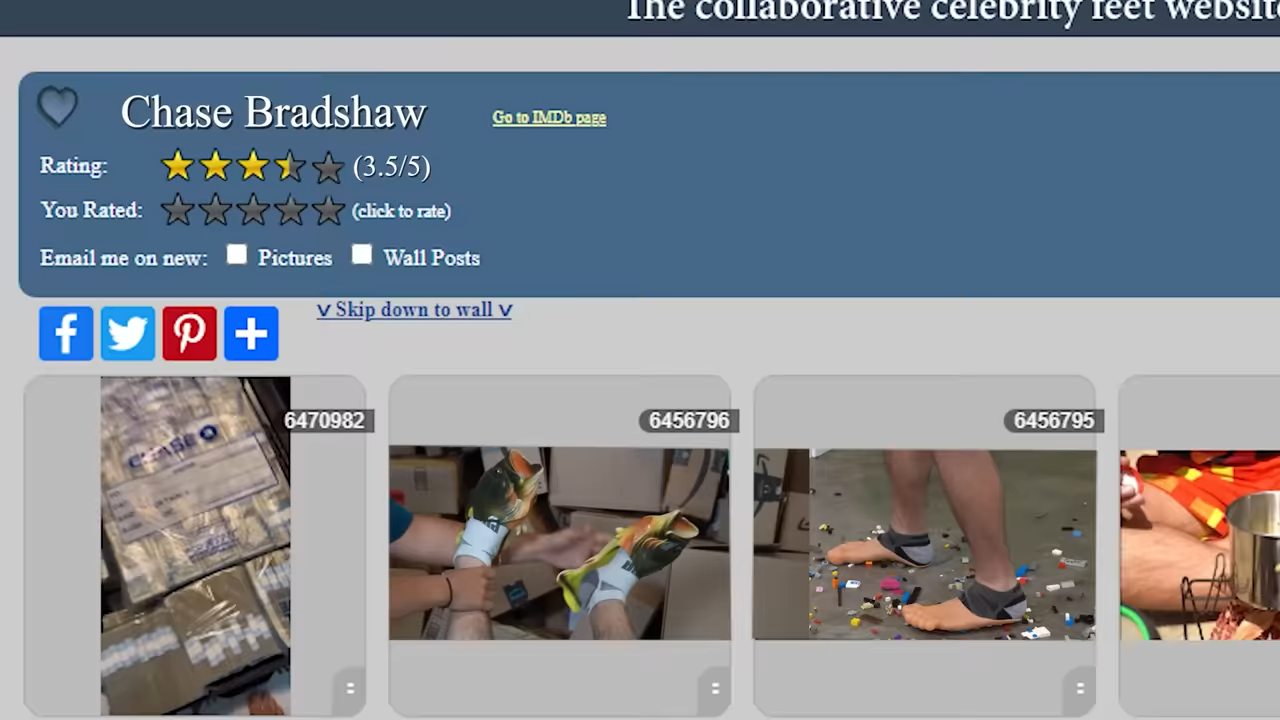 The collaborative celebrity feet website
Chase Bradshaw
Go to IMDb page
Rating:
(3.5/5)
You Rated:
(click to rate)
Email me on new:
Pictures
Wall Posts
V Skip down to wall V
6470982
6456796
6456795
CHASE